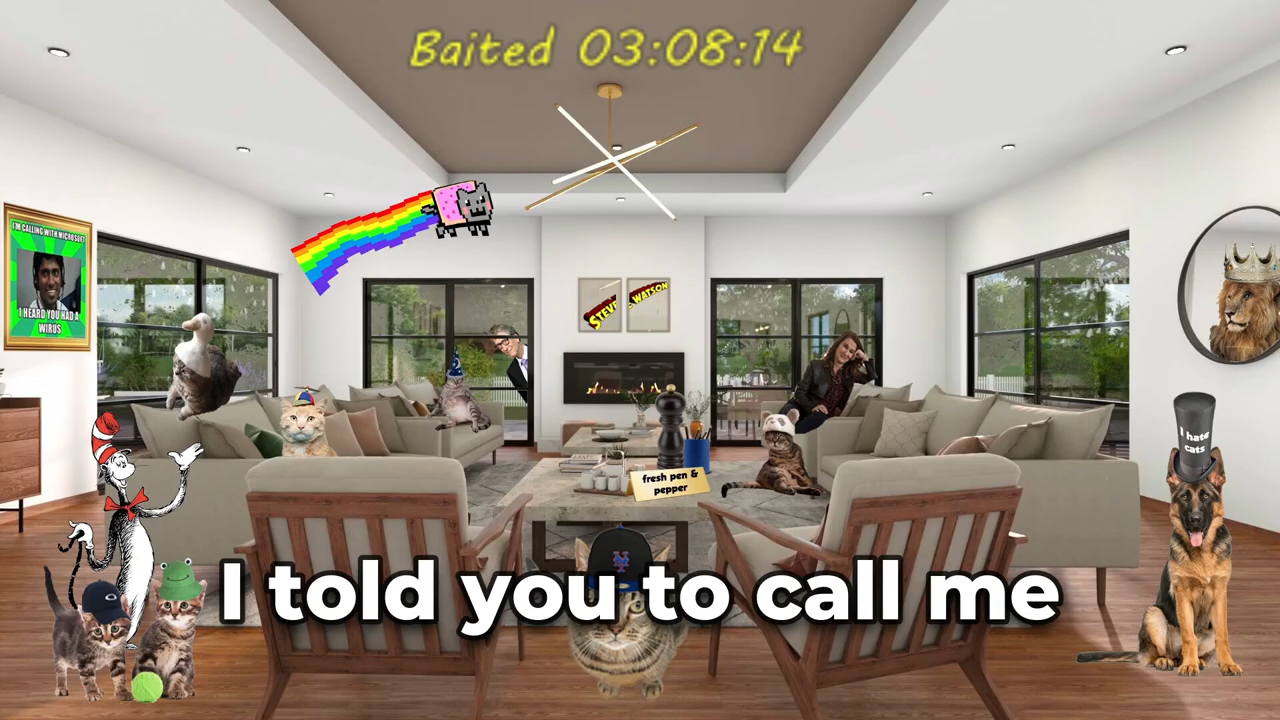 Baited 03:08:14
I'M CALLING WITH MICROSOFT
I HEARD YOU HAD A
WIRUS
STEVE
S. WATSON
I hate
cats
fresh pen &
pepper
I told you to call me